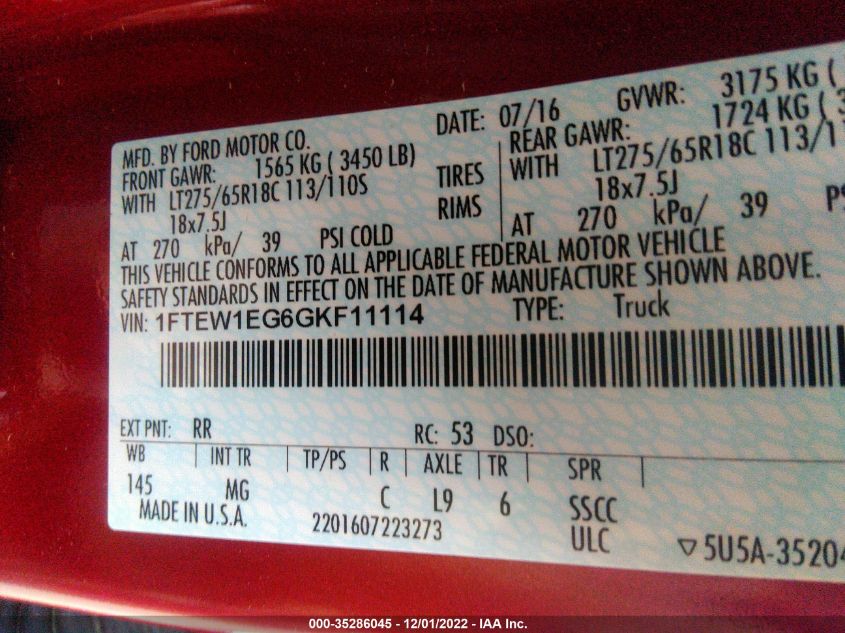 MFD. BY FORD MOTOR CO.
DATE: 07/16 GVWR: 3175 KG (
FRONT GAWR: 1565 KG ( 3450 LB)
REAR GAWR: 1724 KG (
WITH LT275/65R18C 113/110S TIRES WITH LT275/65R18C 113/1
18x7.5J RIMS 18x7.5J
AT 270 kPa/ 39 PSI COLD AT 270 kPa/ 39 PS
THIS VEHICLE CONFORMS TO ALL APPLICABLE FEDERAL MOTOR VEHICLE
SAFETY STANDARDS IN EFFECT ON THE DATE OF MANUFACTURE SHOWN ABOVE.
VIN: 1FTEW1EG6GKF11114 TYPE: Truck
EXT PNT: RR RC: 53 DSO:
WB INT TR TP/PS R AXLE TR SPR
145 MG C L9 6 SSCC
MADE IN U.S.A. 2201607223273 ULC ▽5U5A-35204
000-35286045 - 12/01/2022 - IAA Inc.